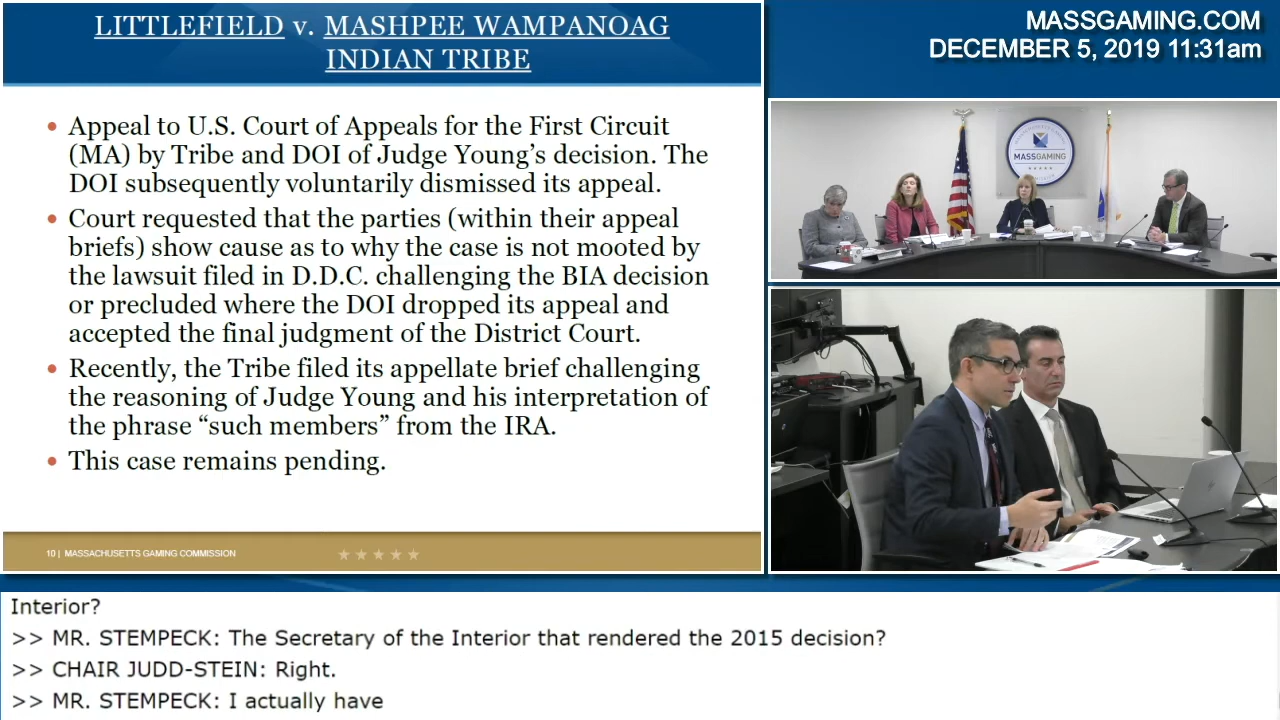 LITTLEFIELD v. MASHPEE WAMPANOAG
INDIAN TRIBE
• Appeal to U.S. Court of Appeals for the First Circuit
(MA) by Tribe and DOI of Judge Young's decision. The
DOI subsequently voluntarily dismissed its appeal.
• Court requested that the parties (within their appeal
briefs) show cause as to why the case is not mooted by
the lawsuit filed in D.D.C. challenging the BIA decision
or precluded where the DOI dropped its appeal and
accepted the final judgment of the District Court.
• Recently, the Tribe filed its appellate brief challenging
the reasoning of Judge Young and his interpretation of
the phrase “such members” from the IRA.
• This case remains pending.
10 | MASSACHUSETTS GAMING COMMISSION
MASSGAMING.COM
DECEMBER 5, 2019 11:31am
MASSGAMING
Interior?
>> MR. STEMPECK: The Secretary of the Interior that rendered the 2015 decision?
>> CHAIR JUDD-STEIN: Right.
>> MR. STEMPECK: I actually have